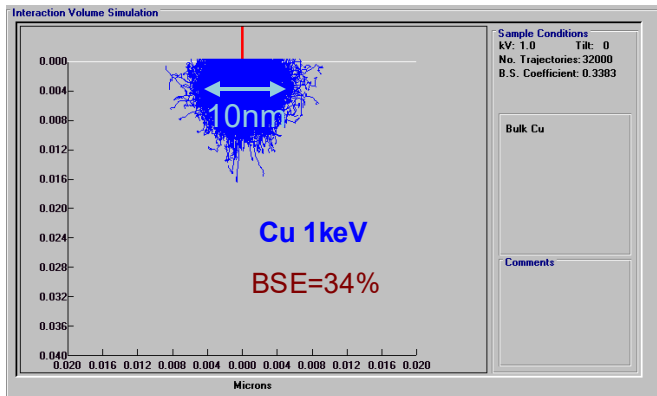 Interaction Volume Simulation
Sample Conditions
kV: 1.0 Tilt: 0
No. Trajectories: 32000
B.S. Coefficient: 0.3383
0.000
0.004
0.008
0.012
0.016
0.020
0.024
0.028
0.032
0.036
0.040
10nm
Cu 1keV
BSE=34%
0.020 0.016 0.012 0.008 0.004 0.000 0.004 0.008 0.012 0.016 0.020
Microns
Bulk Cu
Comments